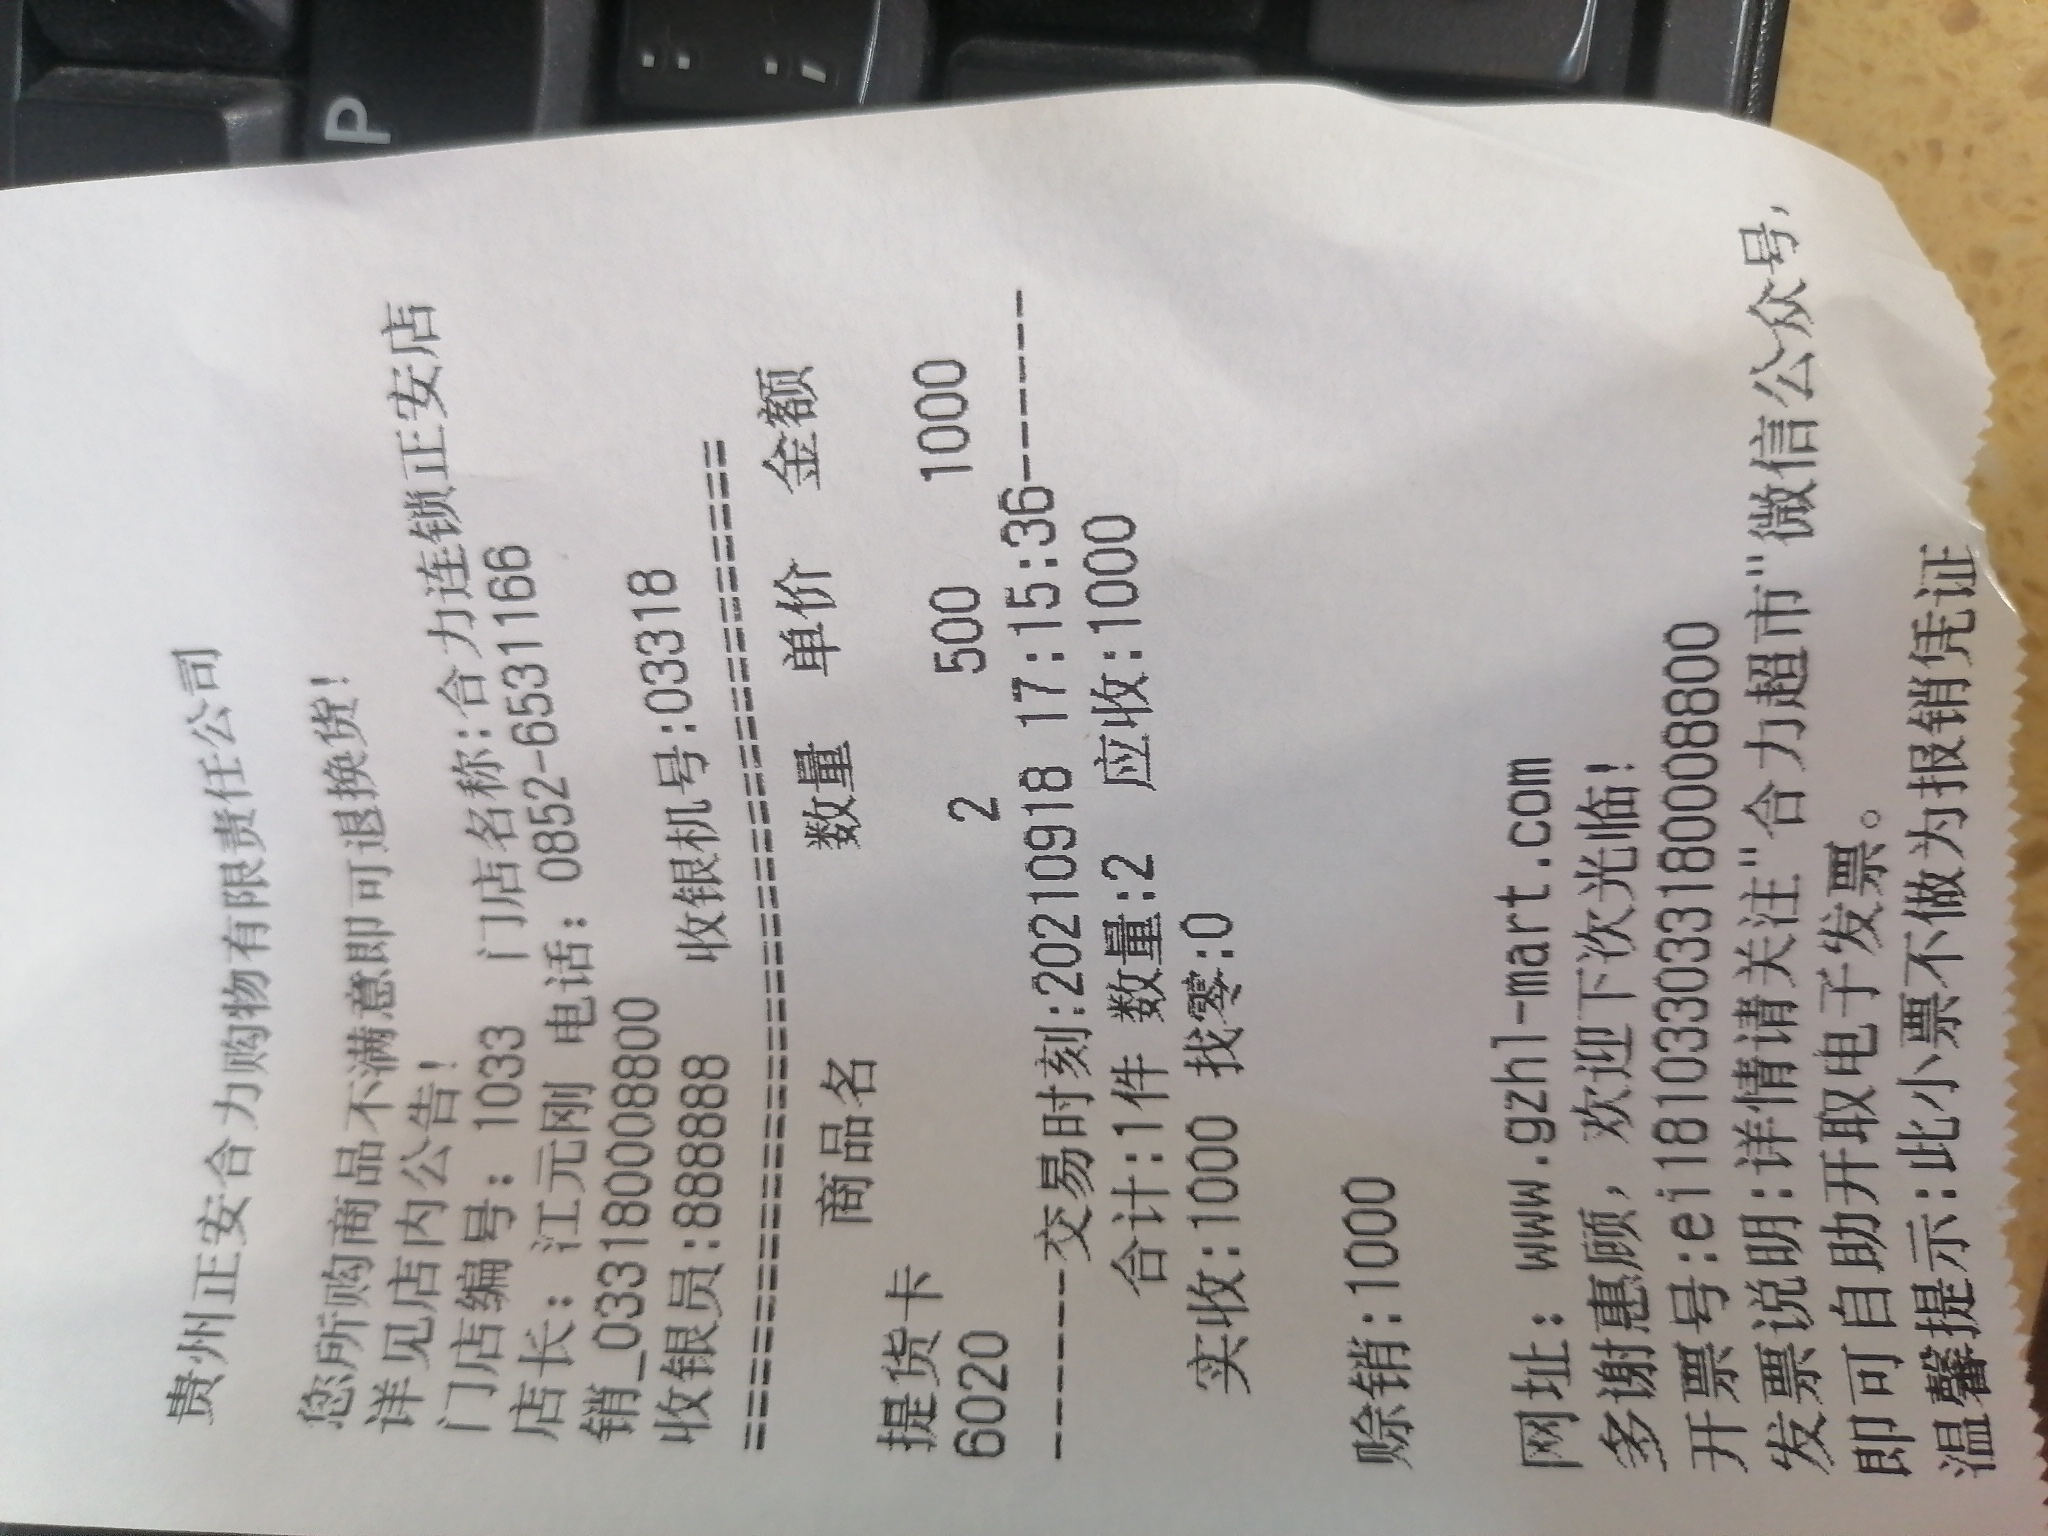 贵州正安合力购物有限责任公司
您所购商品不满意即可退换货!
详见店内公告!
门店编号: 1033 门店名称:合力连锁正安店
店长: 江元刚 电话: 0852-6531166
销_033180008800
收银员:888888 收银机号:03318
==========================================
商品名 数量 单价 金额
提货卡
6020 2 500 1000
--------交易时刻:20210918 17:15:36--------
合计:1件 数量:2 应收:1000
实收:1000 找零:0
赊销:1000
网址: www.gzhl-mart.com
多谢惠顾, 欢迎下次光临!
开票号:ei1810330331800008800
发票说明:详情请关注"合力超市"微信公众号,
即可自助开取电子发票。
温馨提示:此小票不做为报销凭证
P